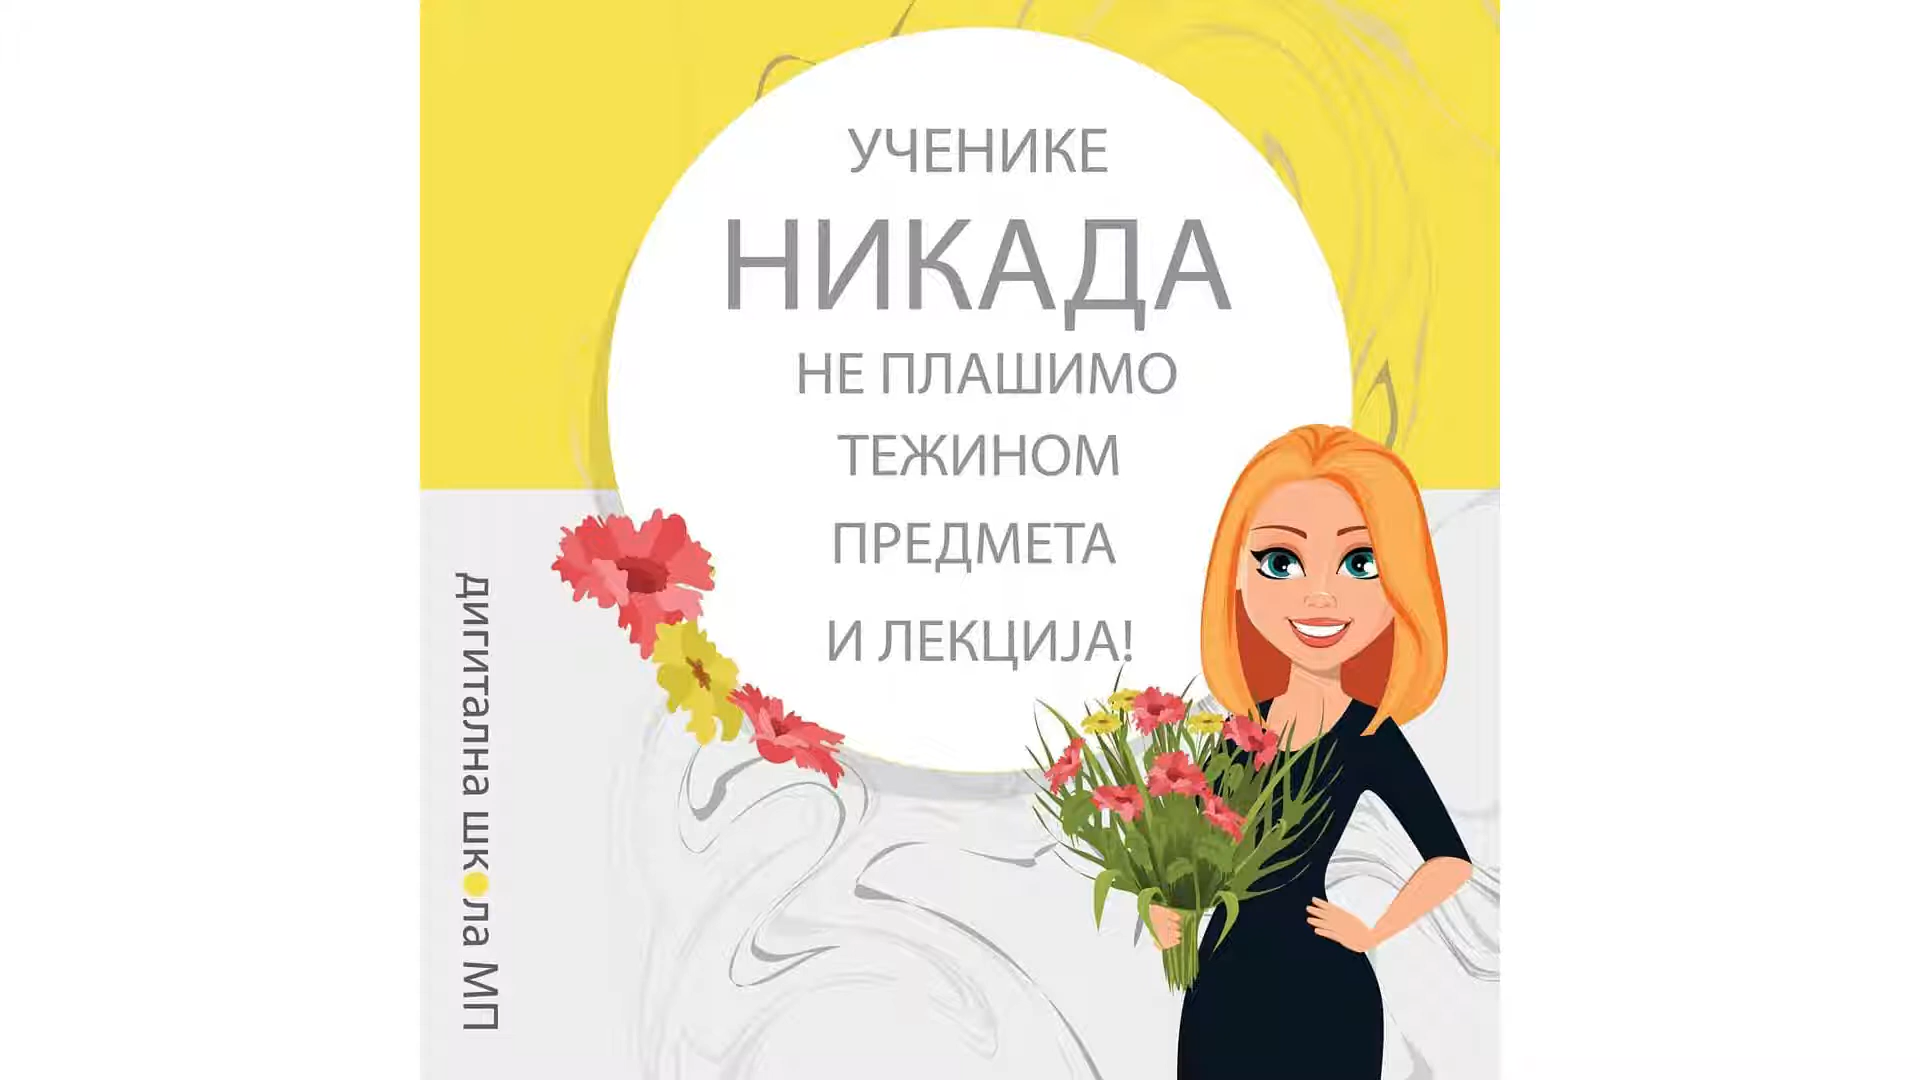 УЧЕНИКЕ
НИКАДА
НЕ ПЛАШИМО
ТЕЖИНОМ
ПРЕДМЕТА
И ЛЕКЦИЈА!
дигитална школа МП